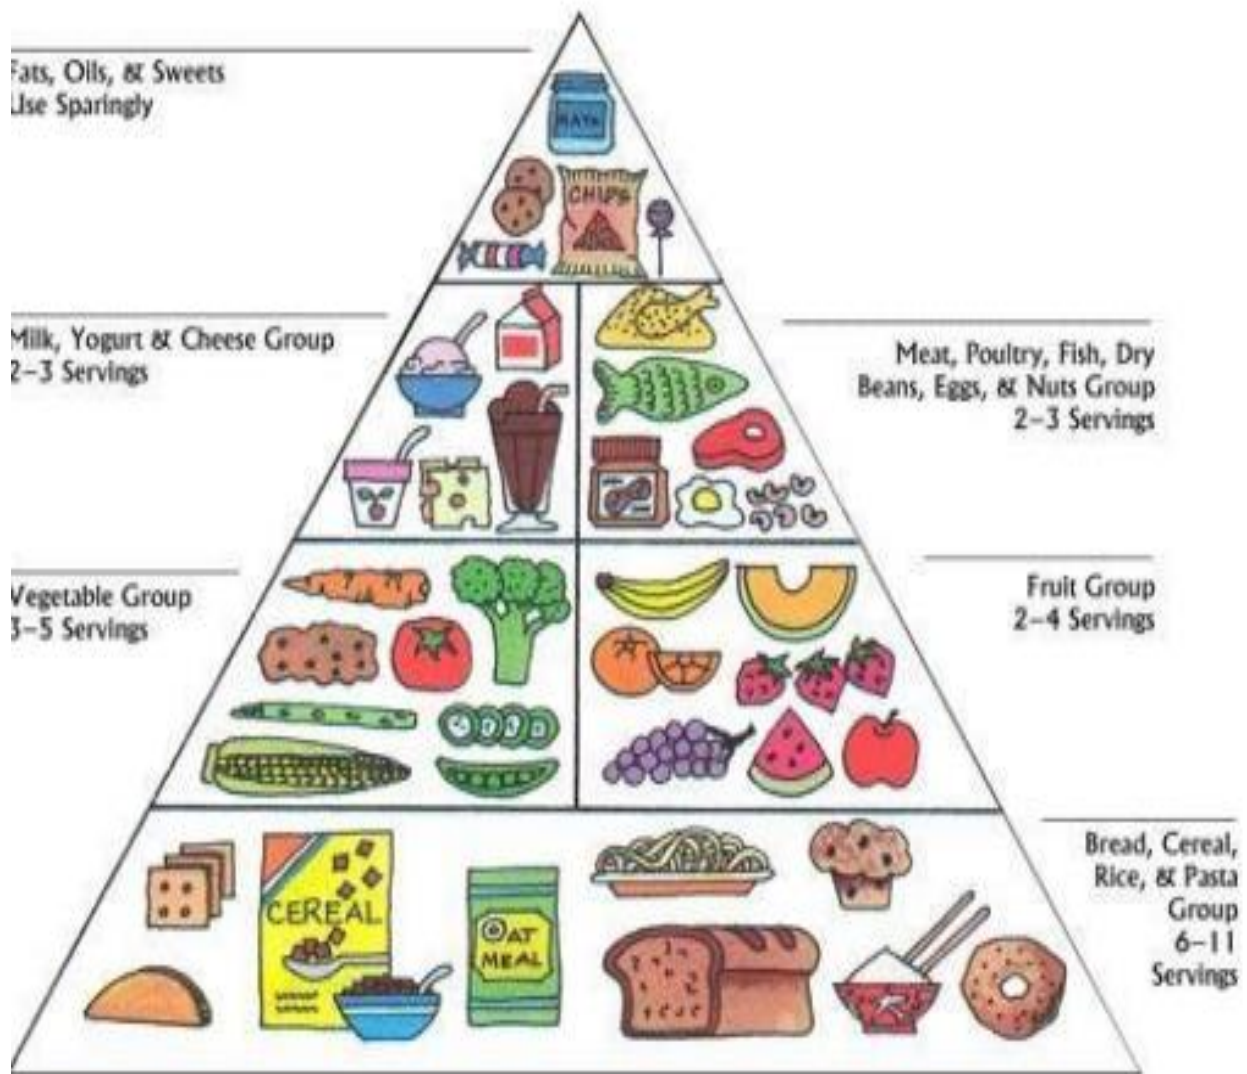 Fats, Oils, & Sweets
Use Sparingly
MAYO
CHIPS
Milk, Yogurt & Cheese Group
2-3 Servings
Meat, Poultry, Fish, Dry
Beans, Eggs, & Nuts Group
2-3 Servings
Vegetable Group
3-5 Servings
Fruit Group
2-4 Servings
Bread, Cereal,
Rice, & Pasta
Group
6-11
Servings
CEREAL
OAT
MEAL